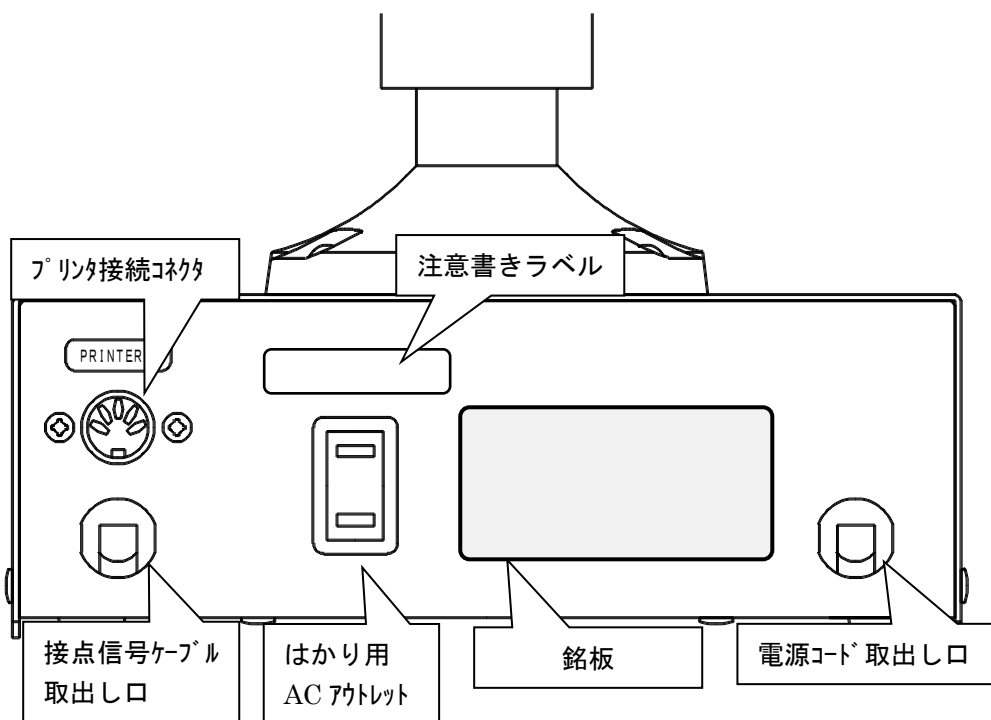 ﾌﾟﾘﾝﾀ接続ｺﾈｸﾀ
注意書きラベル
PRINTER
接点信号ｹｰﾌﾞﾙ
取出し口
はかり用
AC ｱｳﾄﾚｯﾄ
銘板
電源ｺｰﾄﾞ取出し口